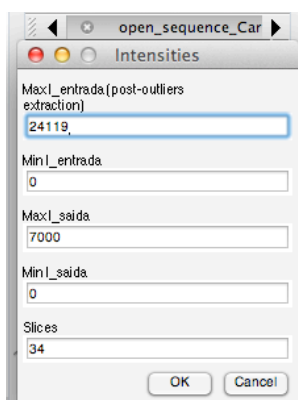 open_sequence_Car
Intensities
MaxI_entrada(post-outliers
extraction)
24119
MinI_entrada
0
MaxI_saida
7000
MinI_saida
0
Slices
34
OK Cancel